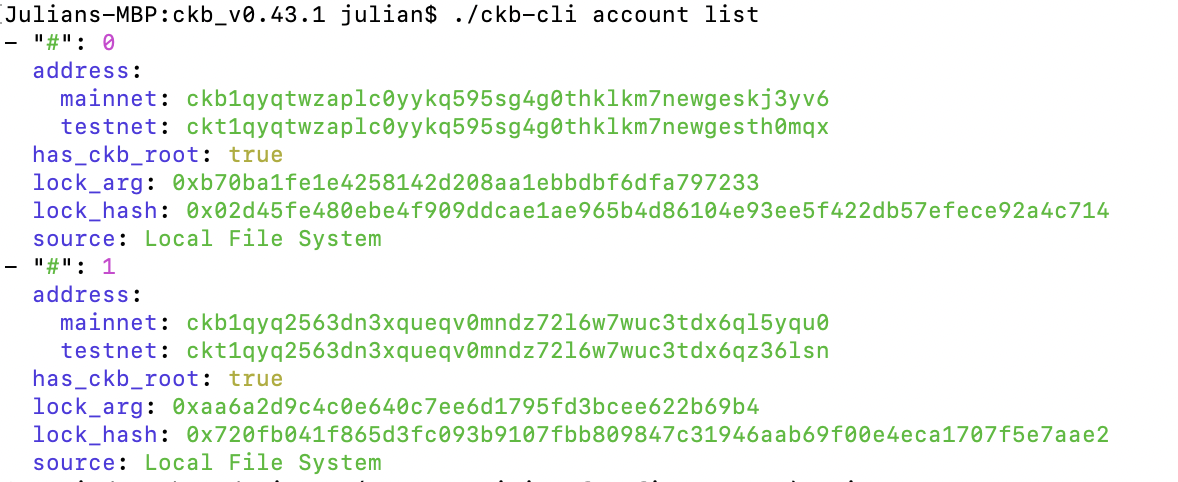 Julians-MBP:ckb_v0.43.1 julian$ ./ckb-cli account list
- "#": 0
address:
mainnet: ckb1qyqtwzaplc0yykq595sg4g0thklkm7newgeskj3yv6
testnet: ckt1qyqtwzaplc0yykq595sg4g0thklkm7newgesth0mqx
has_ckb_root: true
lock_arg: 0xb70ba1fe1e4258142d208aa1ebbdbf6dfa797233
lock_hash: 0x02d45fe480ebe4f909ddcae1ae965b4d86104e93ee5f422db57efece92a4c714
source: Local File System
- "#": 1
address:
mainnet: ckb1qyq2563dn3xqueqv0mndz72l6w7wuc3tdx6ql5yqu0
testnet: ckt1qyq2563dn3xqueqv0mndz72l6w7wuc3tdx6qz36lsn
has_ckb_root: true
lock_arg: 0xaa6a2d9c4c0e640c7ee6d1795fd3bcee622b69b4
lock_hash: 0x720fb041f865d3fc093b9107fbb809847c31946aab69f00e4eca1707f5e7aae2
source: Local File System